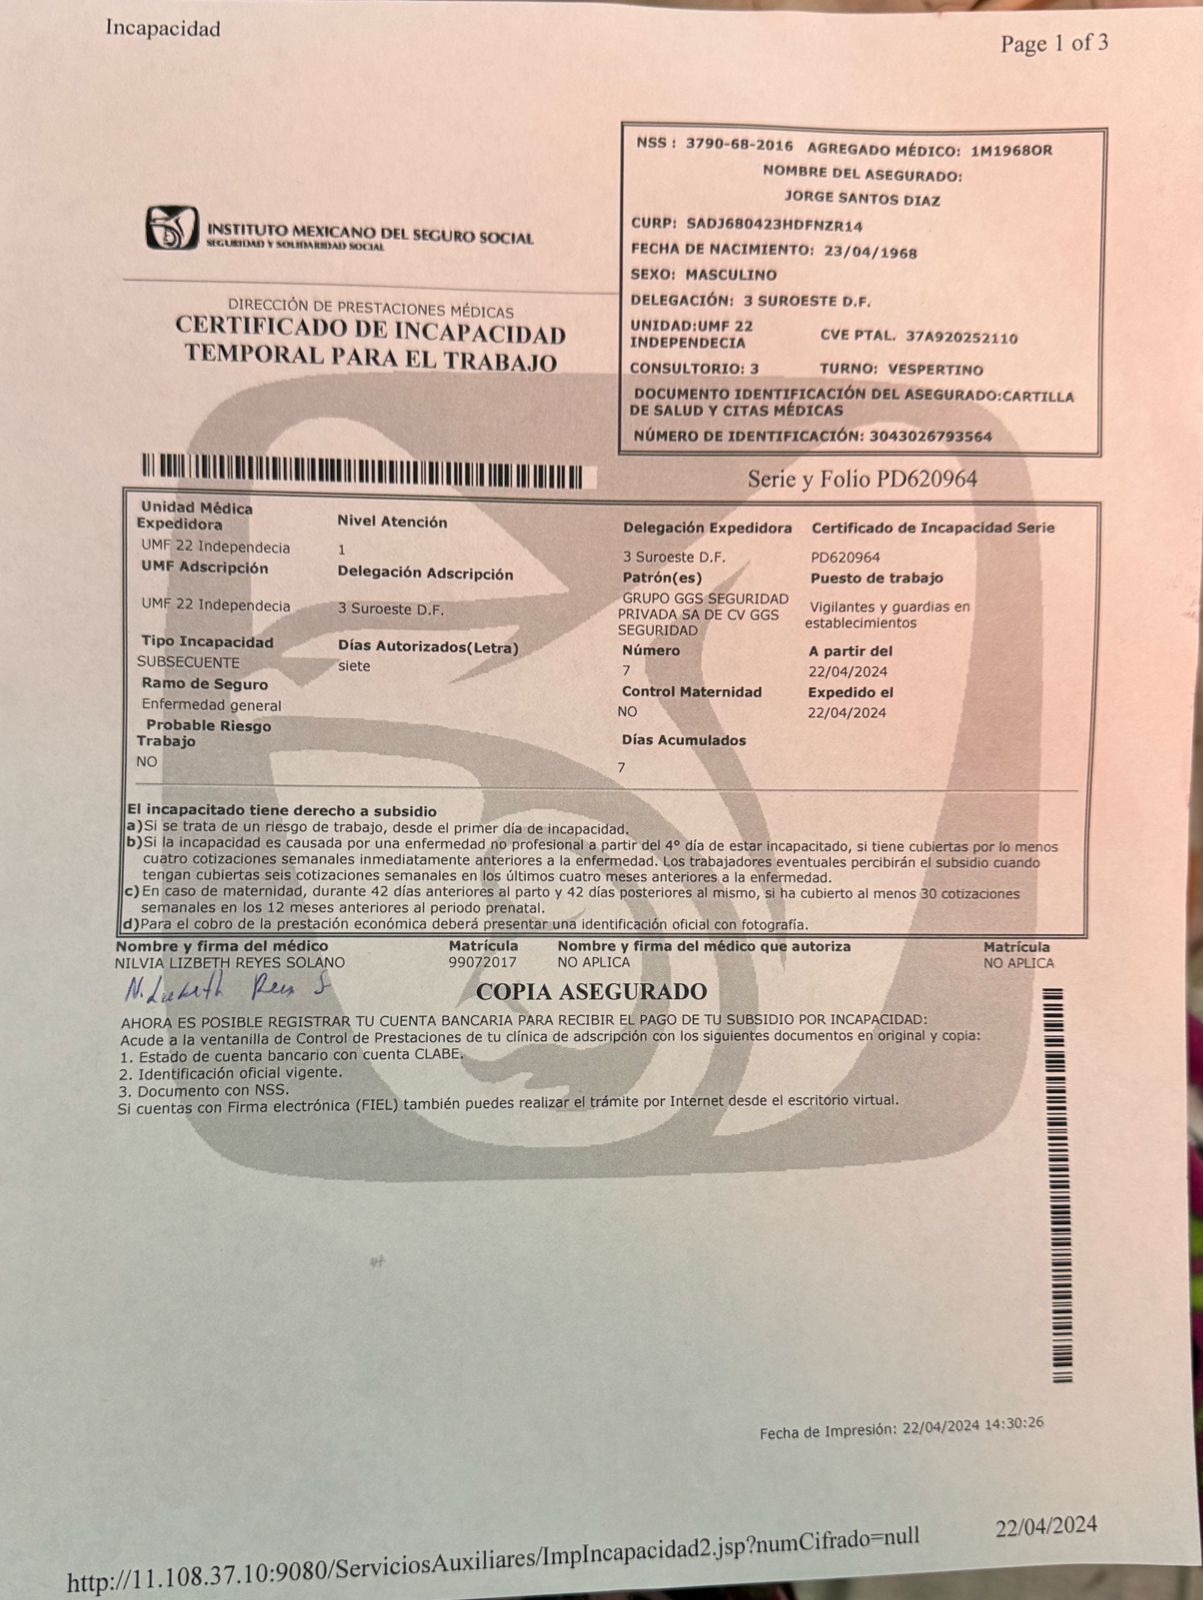 Incapacidad
Page 1 of 3
NSS : 3790-68-2016 AGREGADO MÉDICO: 1M1968OR
NOMBRE DEL ASEGURADO:
JORGE SANTOS DIAZ
CURP: SADJ680423HDFNZR14
FECHA DE NACIMIENTO: 23/04/1968
SEXO: MASCULINO
DELEGACIÓN: 3 SUROESTE D.F.
UNIDAD:UMF 22
INDEPENDECIA
CVE PTAL. 37A920252110
CONSULTORIO: 3 TURNO: VESPERTINO
DOCUMENTO IDENTIFICACIÓN DEL ASEGURADO:CARTILLA
DE SALUD Y CITAS MÉDICAS
NÚMERO DE IDENTIFICACIÓN: 3043026793564
INSTITUTO MEXICANO DEL SEGURO SOCIAL
SEGURIDAD Y SOLIDARIDAD SOCIAL
DIRECCIÓN DE PRESTACIONES MÉDICAS
CERTIFICADO DE INCAPACIDAD
TEMPORAL PARA EL TRABAJO
Serie y Folio PD620964
Unidad Médica
Expedidora
UMF 22 Independecia
Nivel Atención
1
Delegación Expedidora
3 Suroeste D.F.
Certificado de Incapacidad Serie
PD620964
UMF Adscripción
UMF 22 Independecia
Delegación Adscripción
3 Suroeste D.F.
Patrón(es)
GRUPO GGS SEGURIDAD
PRIVADA SA DE CV GGS
SEGURIDAD
Puesto de trabajo
Vigilantes y guardias en
establecimientos
Tipo Incapacidad
SUBSECUENTE
Días Autorizados(Letra)
siete
Número
7
A partir del
22/04/2024
Ramo de Seguro
Enfermedad general
Control Maternidad
NO
Expedido el
22/04/2024
Probable Riesgo
Trabajo
NO
Días Acumulados
7
El incapacitado tiene derecho a subsidio
a)Si se trata de un riesgo de trabajo, desde el primer día de incapacidad.
b)Si la incapacidad es causada por una enfermedad no profesional a partir del 4º día de estar incapacitado, si tiene cubiertas por lo menos
cuatro cotizaciones semanales inmediatamente anteriores a la enfermedad. Los trabajadores eventuales percibirán el subsidio cuando
tengan cubiertas seis cotizaciones semanales en los últimos cuatro meses anteriores a la enfermedad.
c)En caso de maternidad, durante 42 días anteriores al parto y 42 días posteriores al mismo, si ha cubierto al menos 30 cotizaciones
semanales en los 12 meses anteriores al periodo prenatal.
d)Para el cobro de la prestación económica deberá presentar una identificación oficial con fotografía.
Nombre y firma del médico Matrícula Nombre y firma del médico que autoriza Matrícula
NILVIA LIZBETH REYES SOLANO 99072017 NO APLICA NO APLICA
N. Lizbeth Reyes S
COPIA ASEGURADO
AHORA ES POSIBLE REGISTRAR TU CUENTA BANCARIA PARA RECIBIR EL PAGO DE TU SUBSIDIO POR INCAPACIDAD:
Acude a la ventanilla de Control de Prestaciones de tu clínica de adscripción con los siguientes documentos en original y copia:
1. Estado de cuenta bancario con cuenta CLABE.
2. Identificación oficial vigente.
3. Documento con NSS.
Si cuentas con Firma electrónica (FIEL) también puedes realizar el trámite por Internet desde el escritorio virtual.
Fecha de Impresión: 22/04/2024 14:30:26
http://11.108.37.10:9080/ServiciosAuxiliares/ImpIncapacidad2.jsp?numCifrado=null
22/04/2024